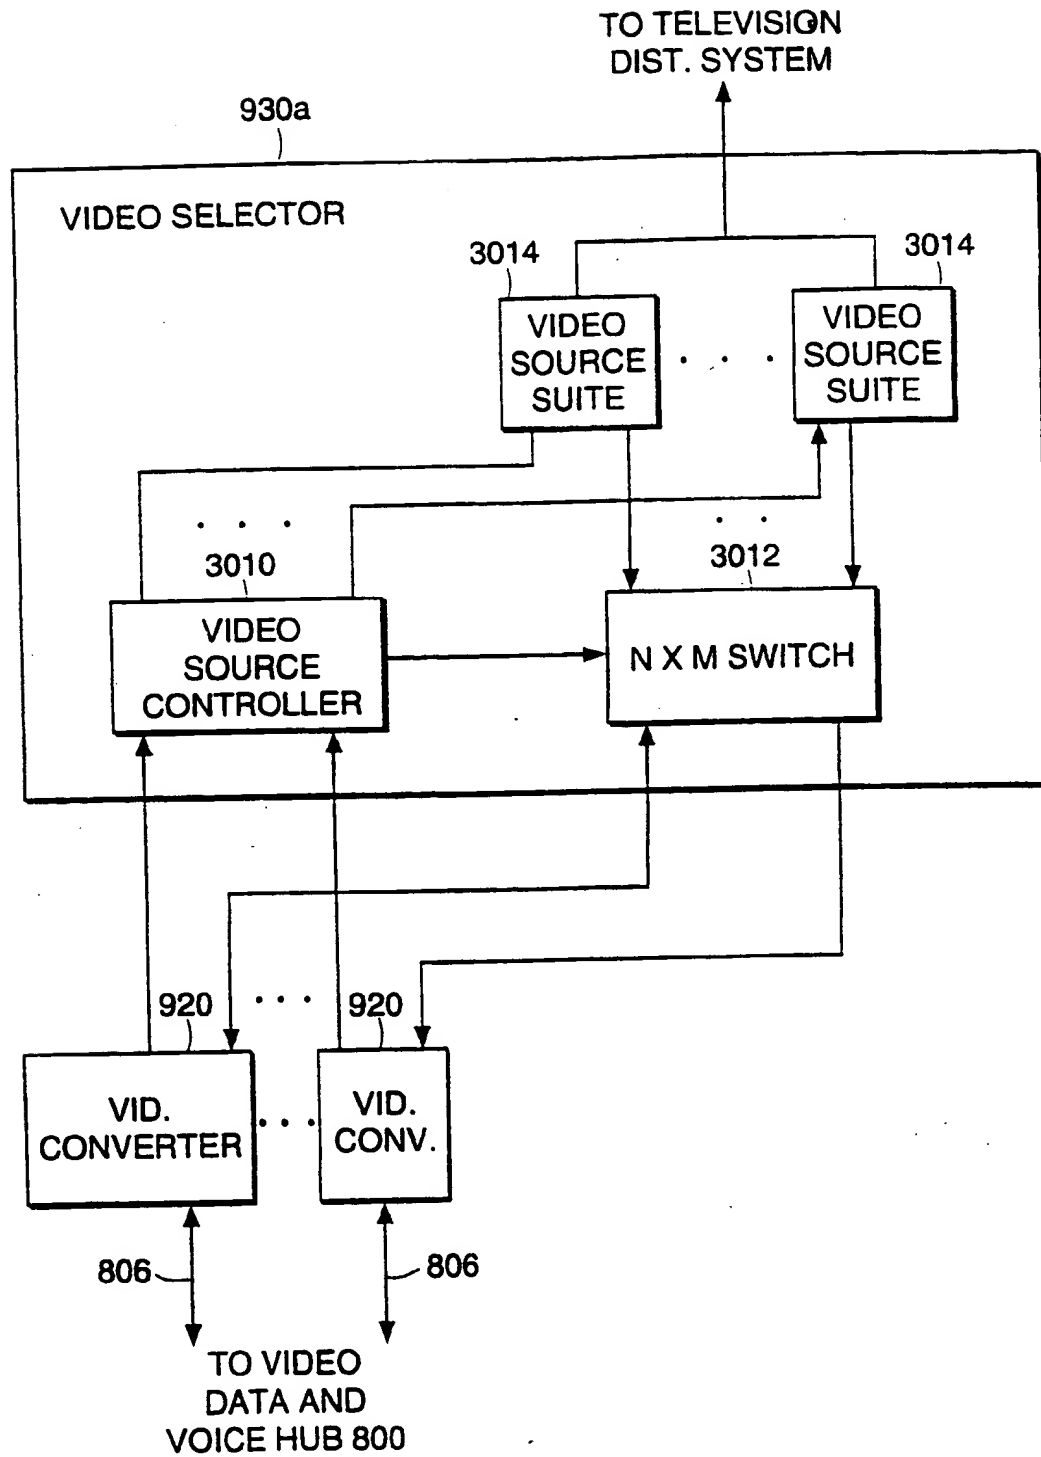 TO TELEVISION
DIST. SYSTEM
930a
VIDEO SELECTOR
3014
3014
VIDEO
SOURCE
SUITE
VIDEO
SOURCE
SUITE
3010
3012
VIDEO
SOURCE
CONTROLLER
N X M SWITCH
920
920
VID.
CONVERTER
VID.
CONV.
806
806
TO VIDEO
DATA AND
VOICE HUB 800